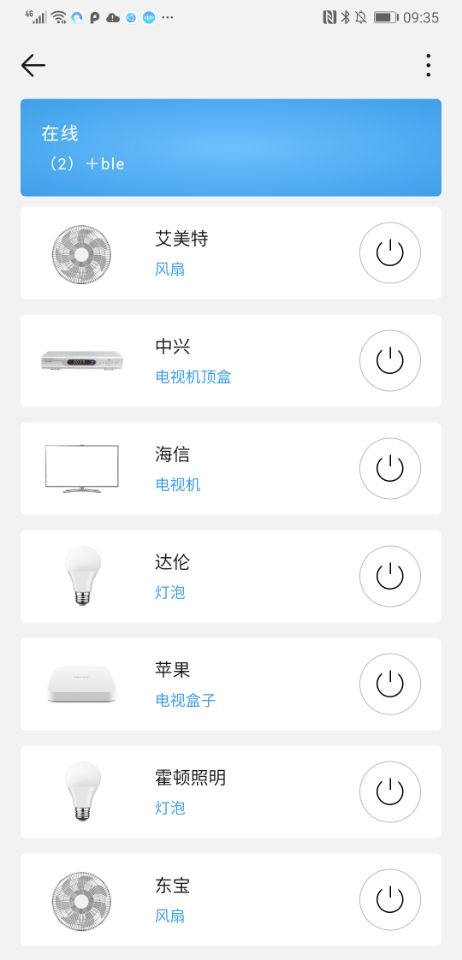 4G
09:35
在线
（2）＋ble
艾美特
风扇
中兴
电视机顶盒
海信
电视机
达伦
灯泡
苹果
电视盒子
霍顿照明
灯泡
东宝
风扇